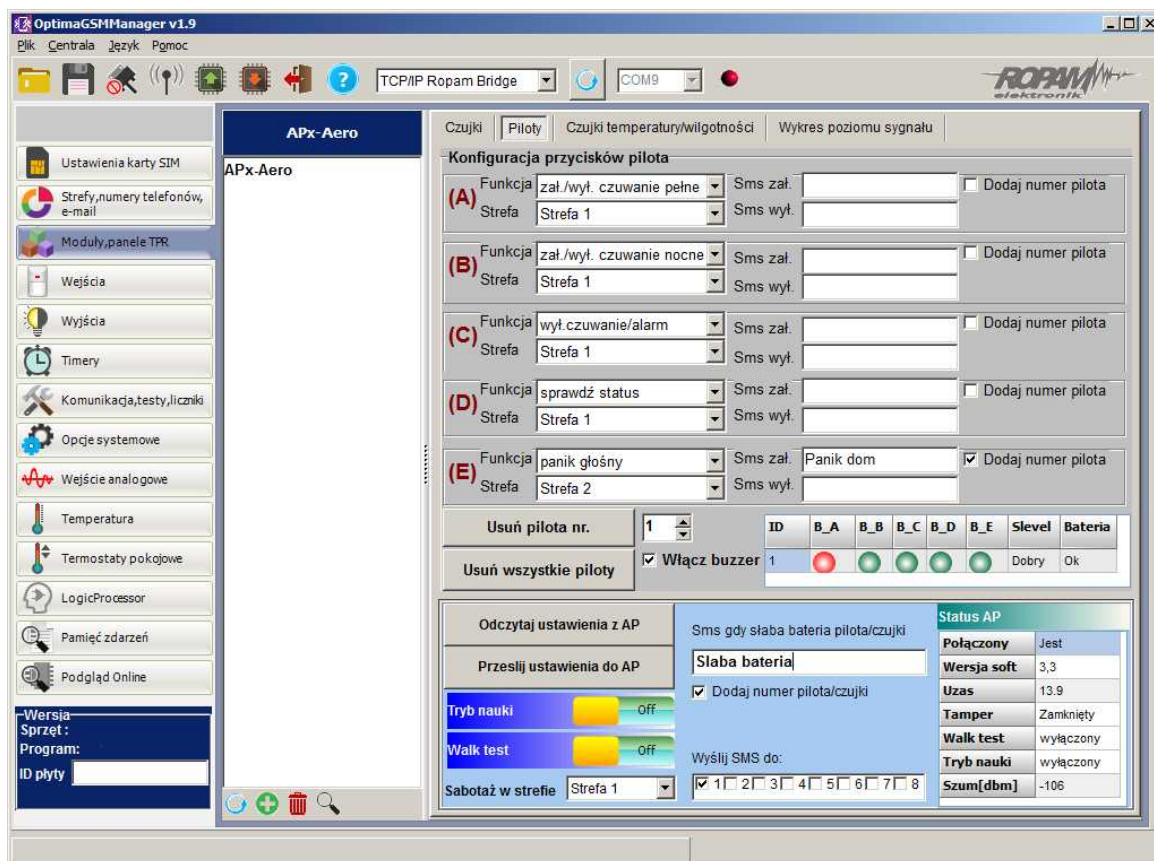 OptimaGSMManager v1.9
Plik Centrala Język Pomoc
TCP/IP Ropam Bridge COM9 ROPAM elektronik
Ustawienia karty SIM
Strefy,numery telefonów, e-mail
Moduły,panele TPR
Wejścia
Wyjścia
Timery
Komunikacja,testy,liczniki
Opcje systemowe
Wejście analogowe
Temperatura
Termostaty pokojowe
LogicProcessor
Pamięć zdarzeń
Podgląd Online
Wersja
Sprzęt :
Program:
ID płyty
APx-Aero
APx-Aero
Czujki Piloty Czujki temperatury/wilgotności Wykres poziomu sygnału
Konfiguracja przycisków pilota
(A) Funkcja zał./wył. czuwanie pełne Sms zał. Dodaj numer pilota
Strefa Strefa 1 Sms wył.
(B) Funkcja zał./wył. czuwanie nocne Sms zał. Dodaj numer pilota
Strefa Strefa 1 Sms wył.
(C) Funkcja wył.czuwanie/alarm Sms zał. Dodaj numer pilota
Strefa Strefa 1 Sms wył.
(D) Funkcja sprawdź status Sms zał. Dodaj numer pilota
Strefa Strefa 1 Sms wył.
(E) Funkcja panik głośny Sms zał. Panik dom Dodaj numer pilota
Strefa Strefa 2 Sms wył.
Usuń pilota nr. 1
Usuń wszystkie piloty Włącz buzzer
ID B_A B_B B_C B_D B_E Slevel Bateria
1 Dobry Ok
Odczytaj ustawienia z AP
Przeslij ustawienia do AP
Tryb nauki Off
Walk test Off
Sabotaż w strefie Strefa 1
Sms gdy słaba bateria pilota/czujki
Slaba bateria
Dodaj numer pilota/czujki
Wyślij SMS do:
1 2 3 4 5 6 7 8
Status AP
Połączony Jest
Wersja soft 3,3
Uzas 13.9
Tamper Zamknięty
Walk test wyłączony
Tryb nauki wyłączony
Szum[dbm] -106